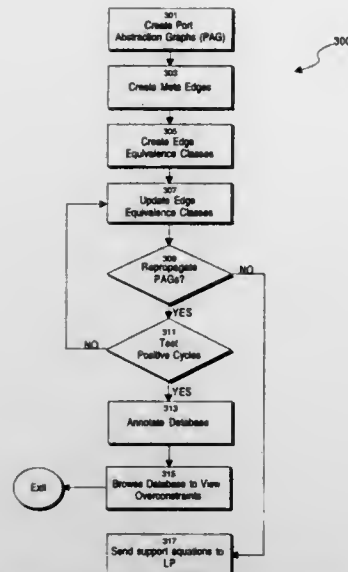 301
Create Port
Abstraction Graphs (PAG)
300
303
Create Meta Edges
305
Create Edge
Equivalence Classes
307
Update Edge
Equivalence Classes
309
Repropagate
PAGs?
NO
YES
311
Test
Positive Cycles
NO
YES
313
Annotate Database
315
Browse Database to View
Overconstraints
Exit
317
Send support equations to
LP